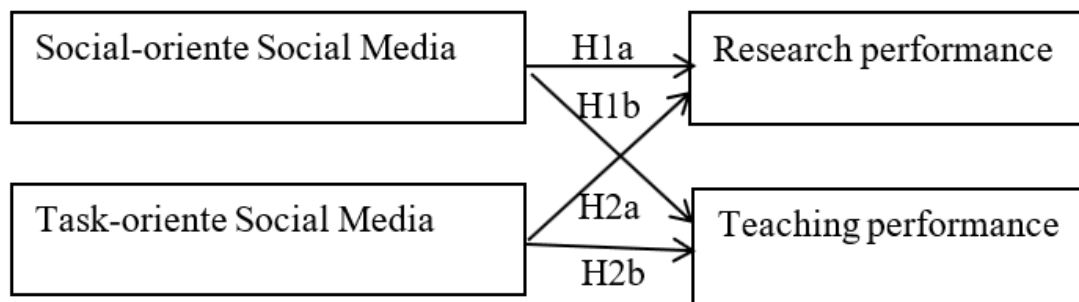 Social-oriente Social Media
H1a
Research performance
H1b
Task-oriente Social Media
H2a
Teaching performance
H2b